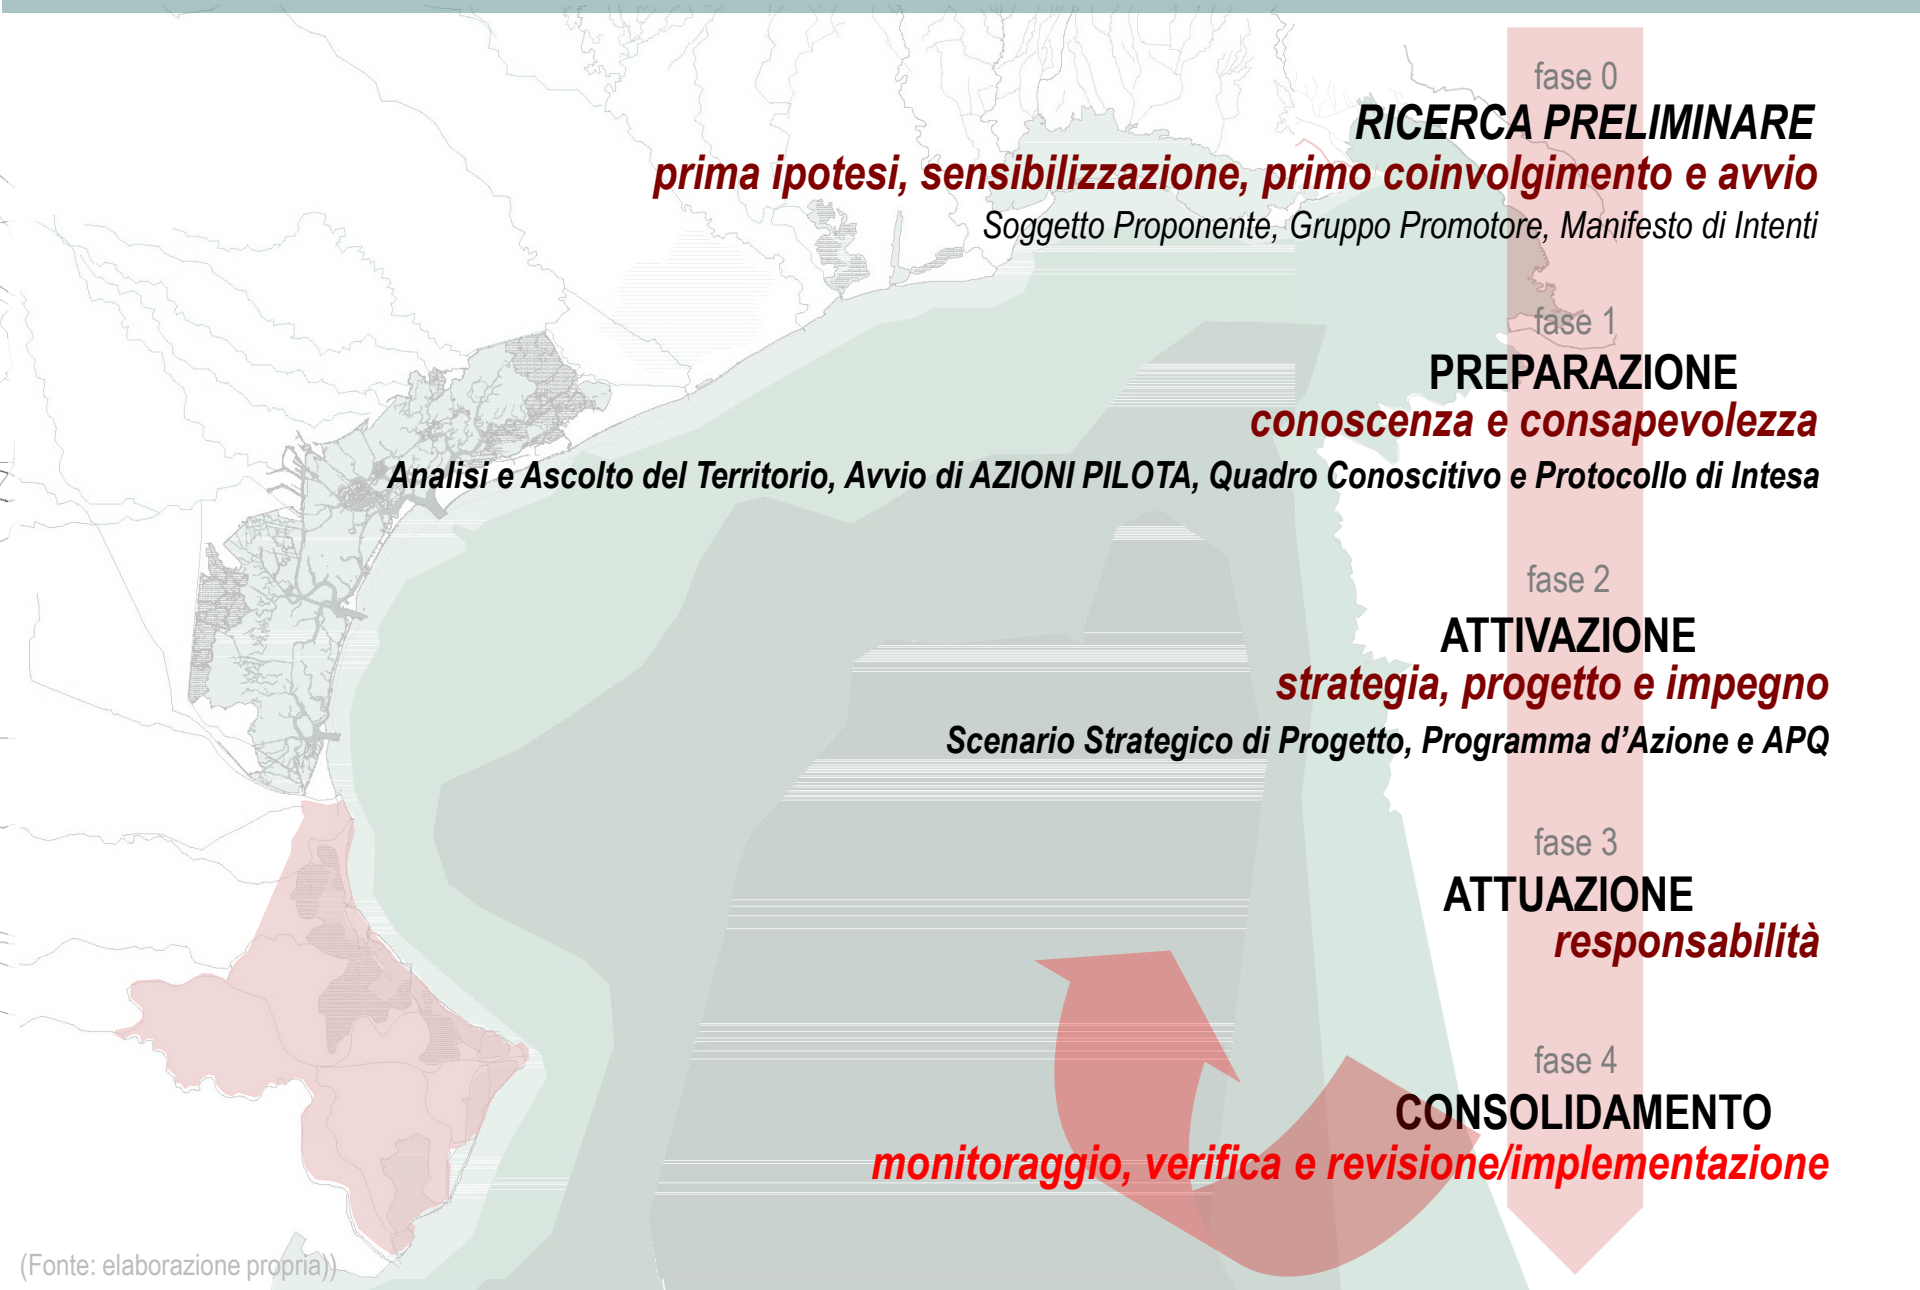 fase 0
RICERCA PRELIMINARE
prima ipotesi, sensibilizzazione, primo coinvolgimento e avvio
Soggetto Proponente, Gruppo Promotore, Manifesto di Intenti
fase 1
PREPARAZIONE
conoscenza e consapevolezza
Analisi e Ascolto del Territorio, Avvio di AZIONI PILOTA, Quadro Conoscitivo e Protocollo di Intesa
fase 2
ATTIVAZIONE
strategia, progetto e impegno
Scenario Strategico di Progetto, Programma d’Azione e APQ
fase 3
ATTUAZIONE
responsabilità
fase 4
CONSOLIDAMENTO
monitoraggio, verifica e revisione/implementazione
(Fonte: elaborazione propria))